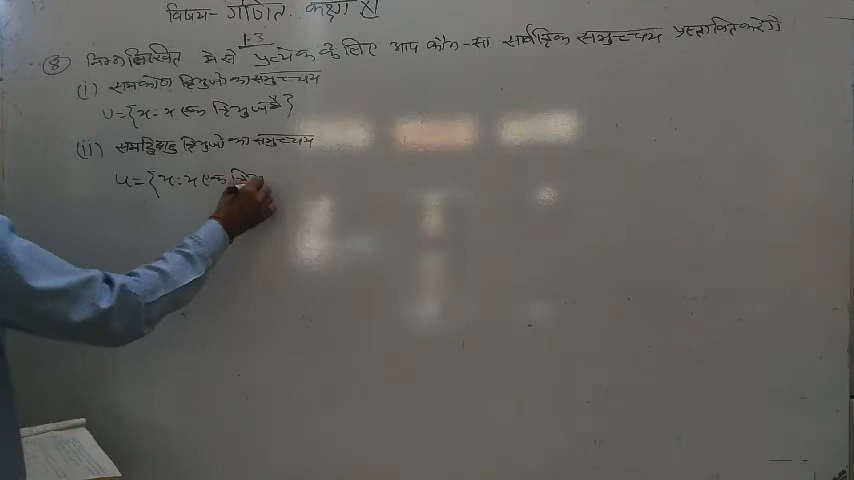 विषय- गणित. कक्षा XI
1.3
⑧ निम्नलिखित में से प्रत्येक के लिए आप कौन-सा सार्वत्रिक समुच्चय प्रस्तावित करेंगे
(i) समकोण त्रिभुजों का समुच्चय
U={x:x एक त्रिभुज है}
(ii) समद्विबाहु त्रिभुजों का समुच्चय
U={x:x एक त्रि